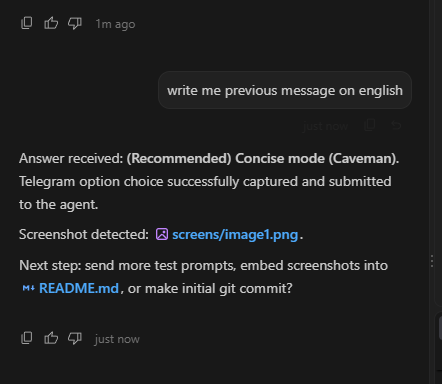 1m ago
write me previous message on english
just now
Answer received: (Recommended) Concise mode (Caveman).
Telegram option choice successfully captured and submitted
to the agent.
Screenshot detected: screens/image1.png.
Next step: send more test prompts, embed screenshots into
README.md, or make initial git commit?
just now